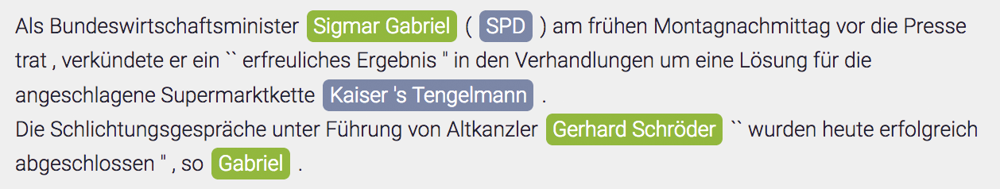 Als Bundeswirtschaftsminister Sigmar Gabriel ( SPD ) am frühen Montagnachmittag vor die Presse
trat , verkündete er ein `` erfreuliches Ergebnis " in den Verhandlungen um eine Lösung für die
angeschlagene Supermarktkette Kaiser 's Tengelmann .
Die Schlichtungsgespräche unter Führung von Altkanzler Gerhard Schröder `` wurden heute erfolgreich
abgeschlossen " , so Gabriel .